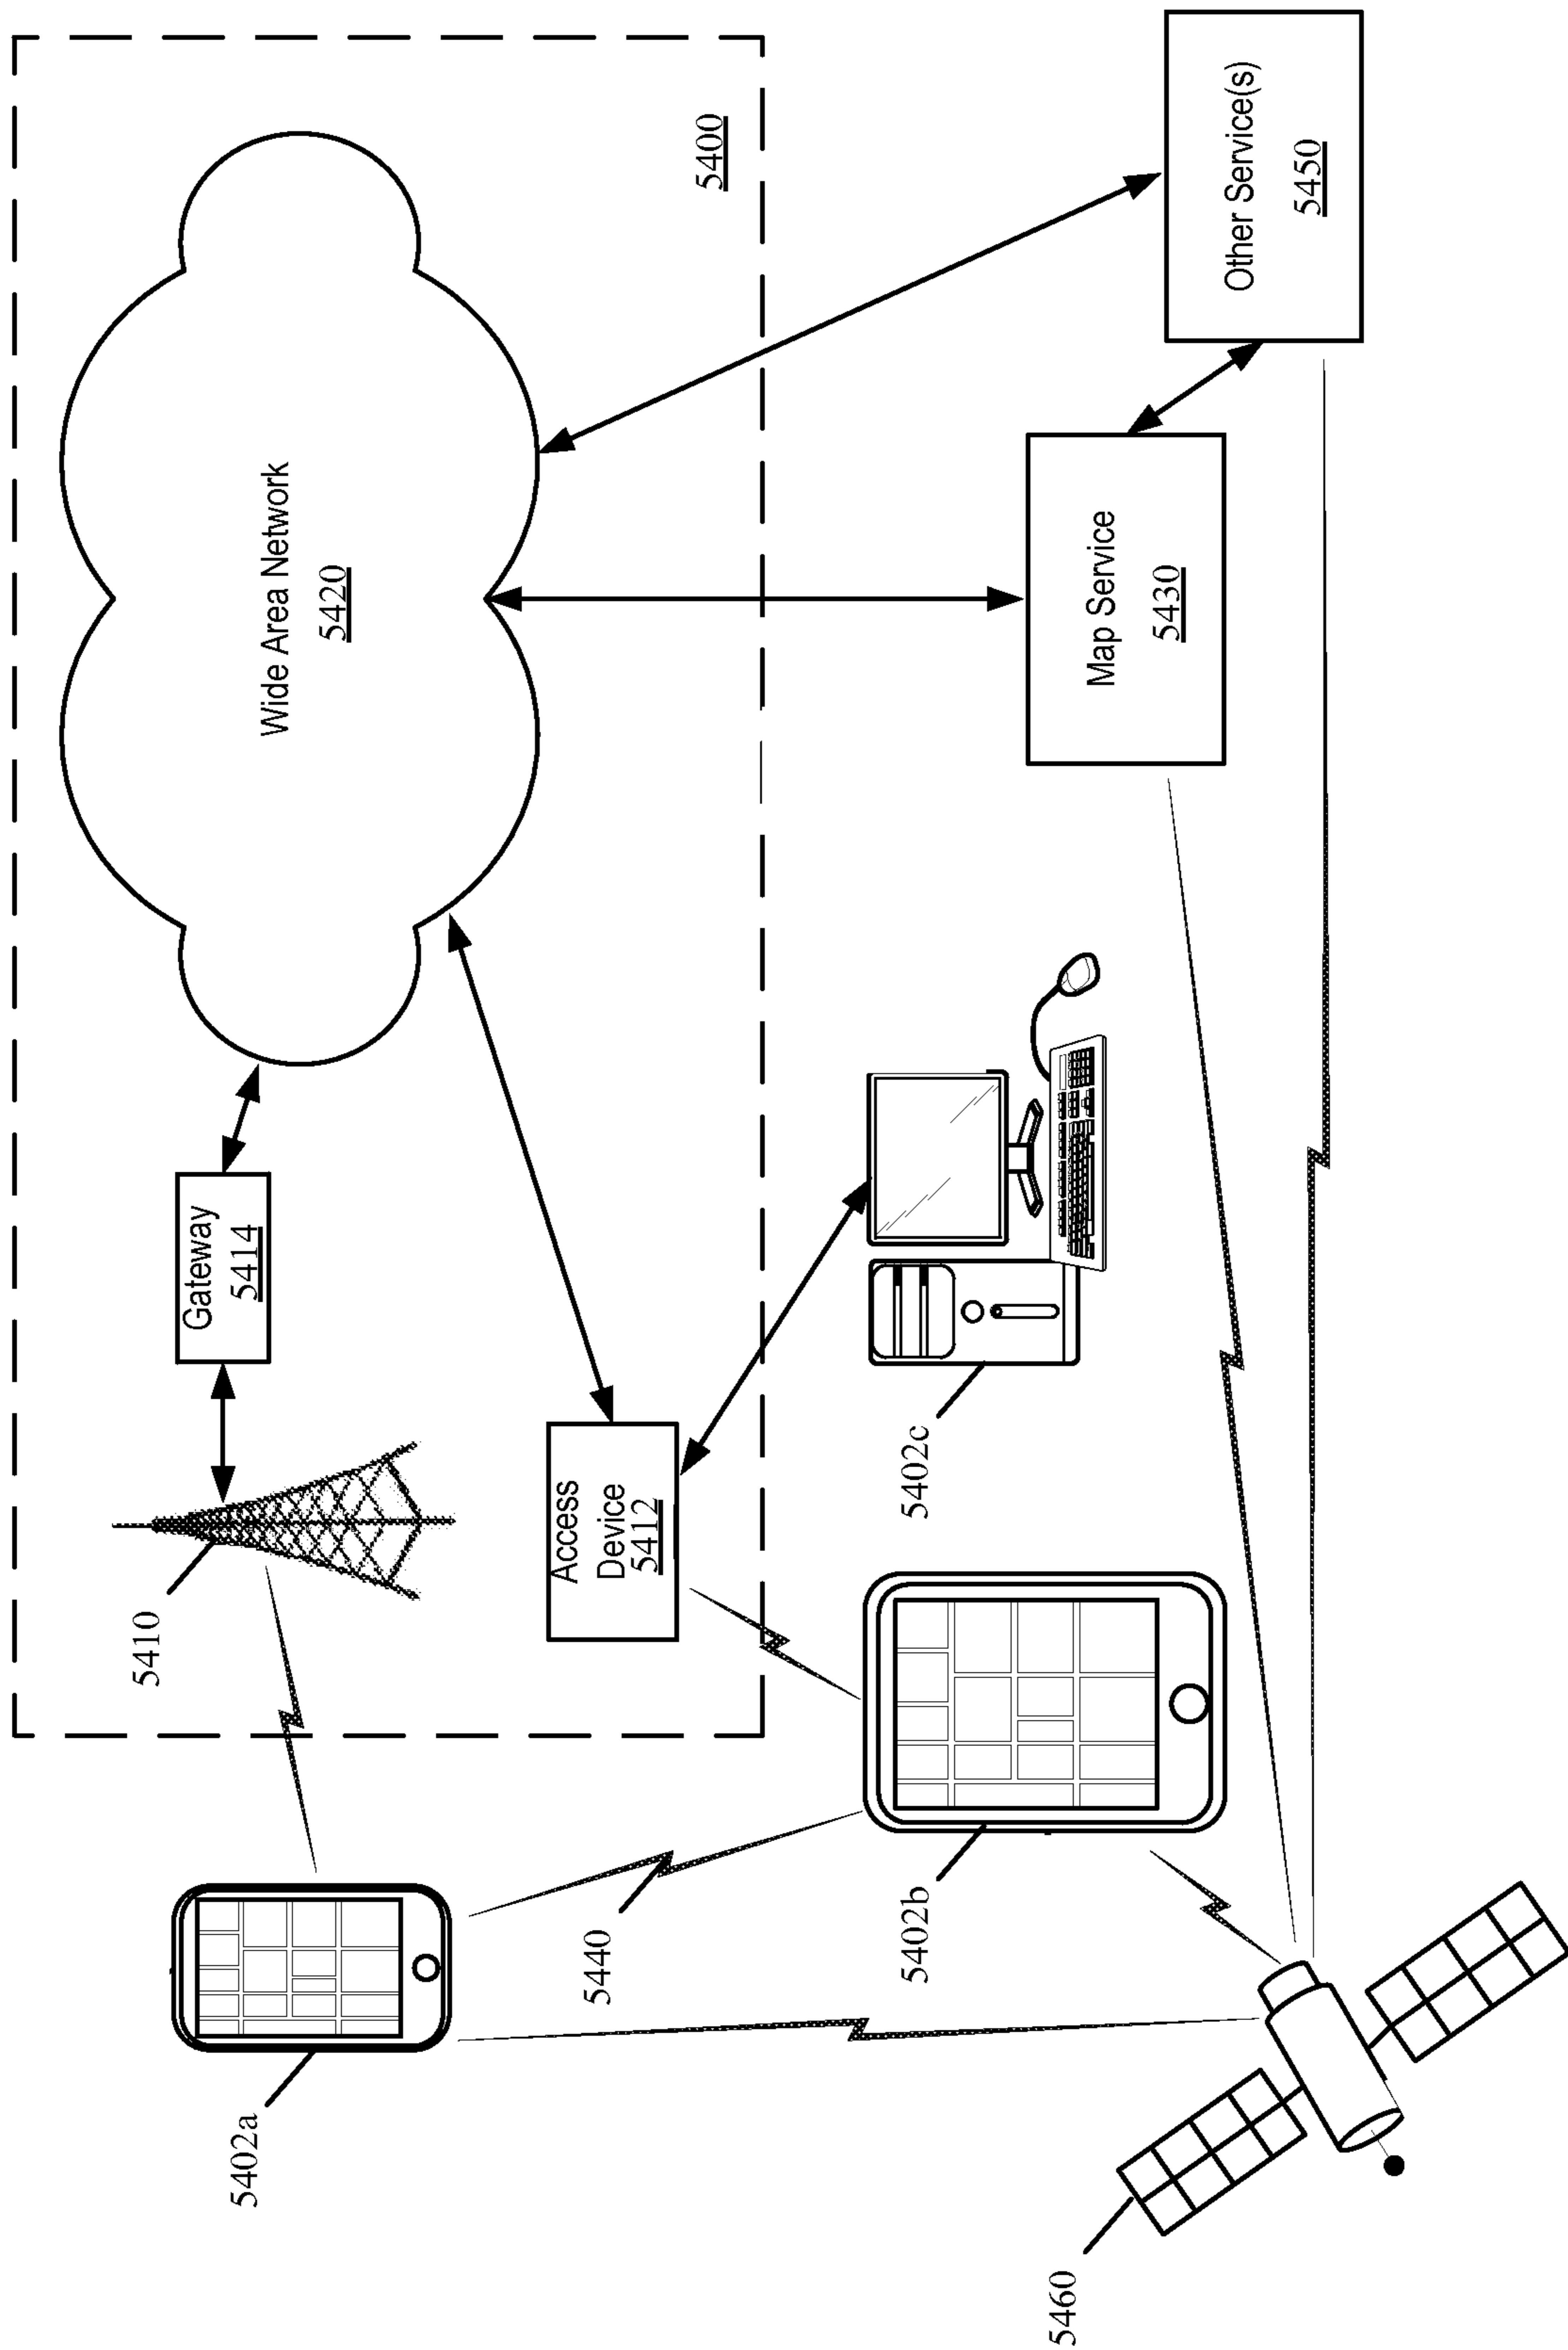 5402a
5410
Gateway
5414
Wide Area Network
5420
5400
5440
Access
Device
5412
5402b
5402c
Map Service
5430
Other Service(s)
5450
5460